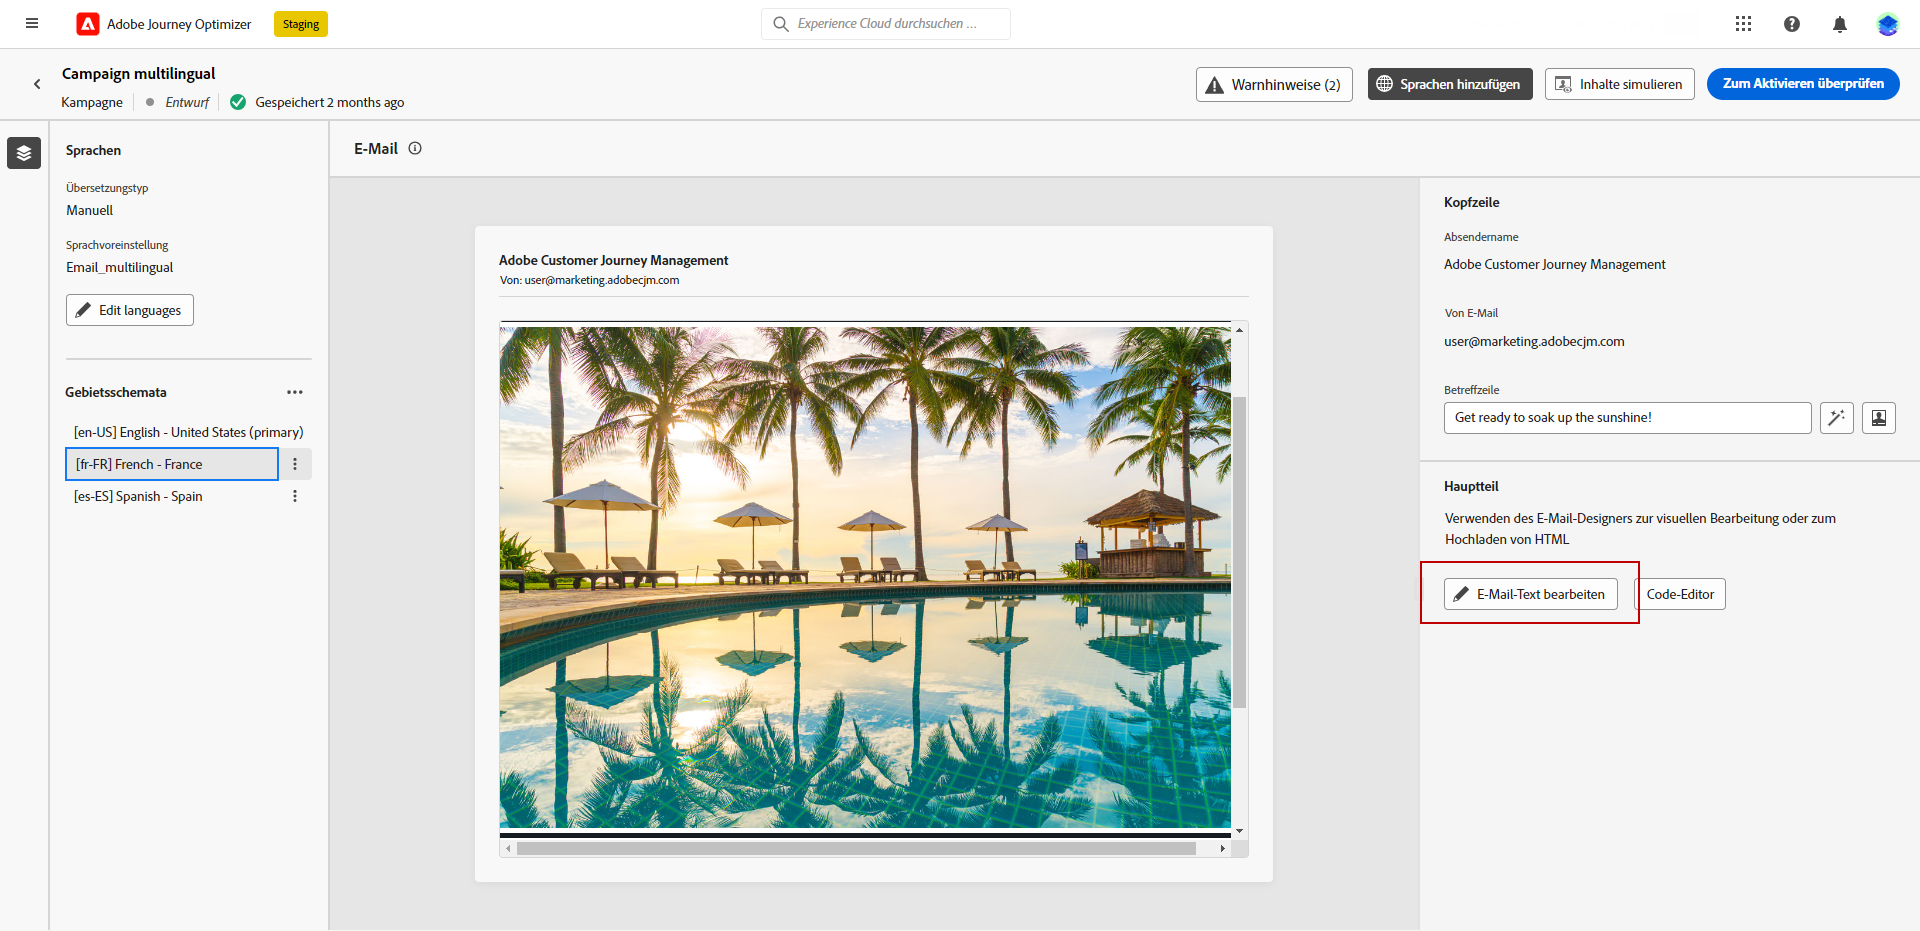 Adobe Journey Optimizer
Staging
Experience Cloud durchsuchen ...
Campaign multilingual
Kampagne
Entwurf
Gespeichert 2 months ago
Warnhinweise (2)
Sprachen hinzufügen
Inhalte simulieren
Zum Aktivieren überprüfen
Sprachen
Übersetzungstyp
Manuell
Sprachvoreinstellung
Email_multilingual
Edit languages
Gebietsschemata
[en-US] English - United States (primary)
[fr-FR] French - France
[es-ES] Spanish - Spain
E-Mail
Adobe Customer Journey Management
Von: user@marketing.adobecjm.com
Kopfzeile
Absendername
Adobe Customer Journey Management
Von E-Mail
user@marketing.adobecjm.com
Betreffzeile
Get ready to soak up the sunshine!
Hauptteil
Verwenden des E-Mail-Designers zur visuellen Bearbeitung oder zum
Hochladen von HTML
E-Mail-Text bearbeiten
Code-Editor